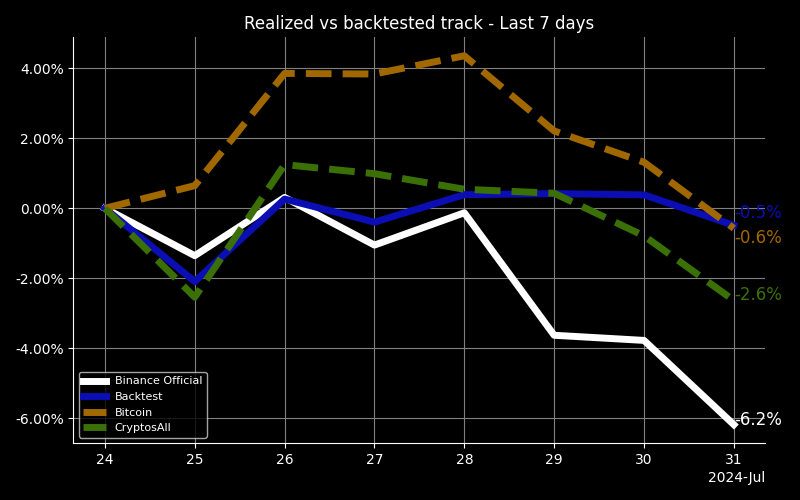 Realized vs backtested track - Last 7 days
4.00%
2.00%
0.00%
-2.00%
-4.00%
-6.00%
-0.5%
-0.6%
-2.6%
-6.2%
Binance Official
Backtest
Bitcoin
CryptosAll
24 25 26 27 28 29 30 31
2024-Jul